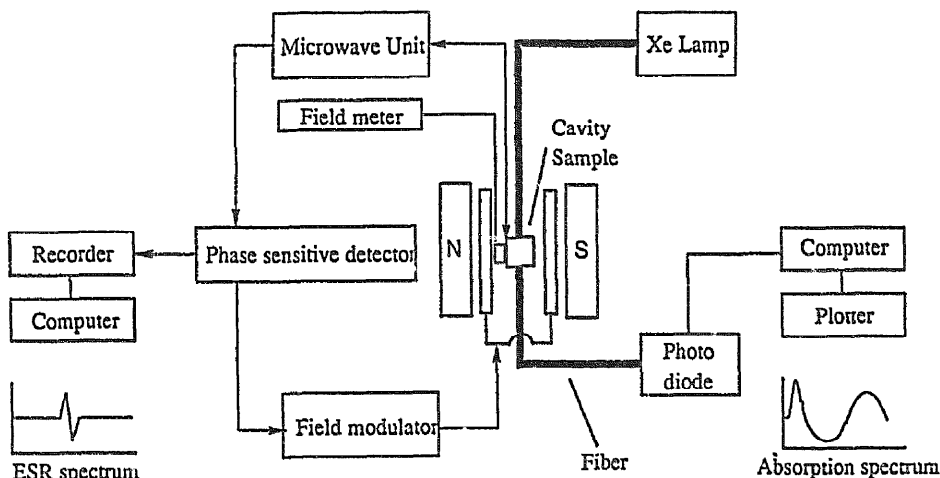 Microwave Unit
Xe Lamp
Field meter
Cavity
Sample
N
S
Recorder
Phase sensitive detector
Computer
Computer
Plotter
Photo
diode
Field modulator
Fiber
ESR spectrum
Absorption spectrum